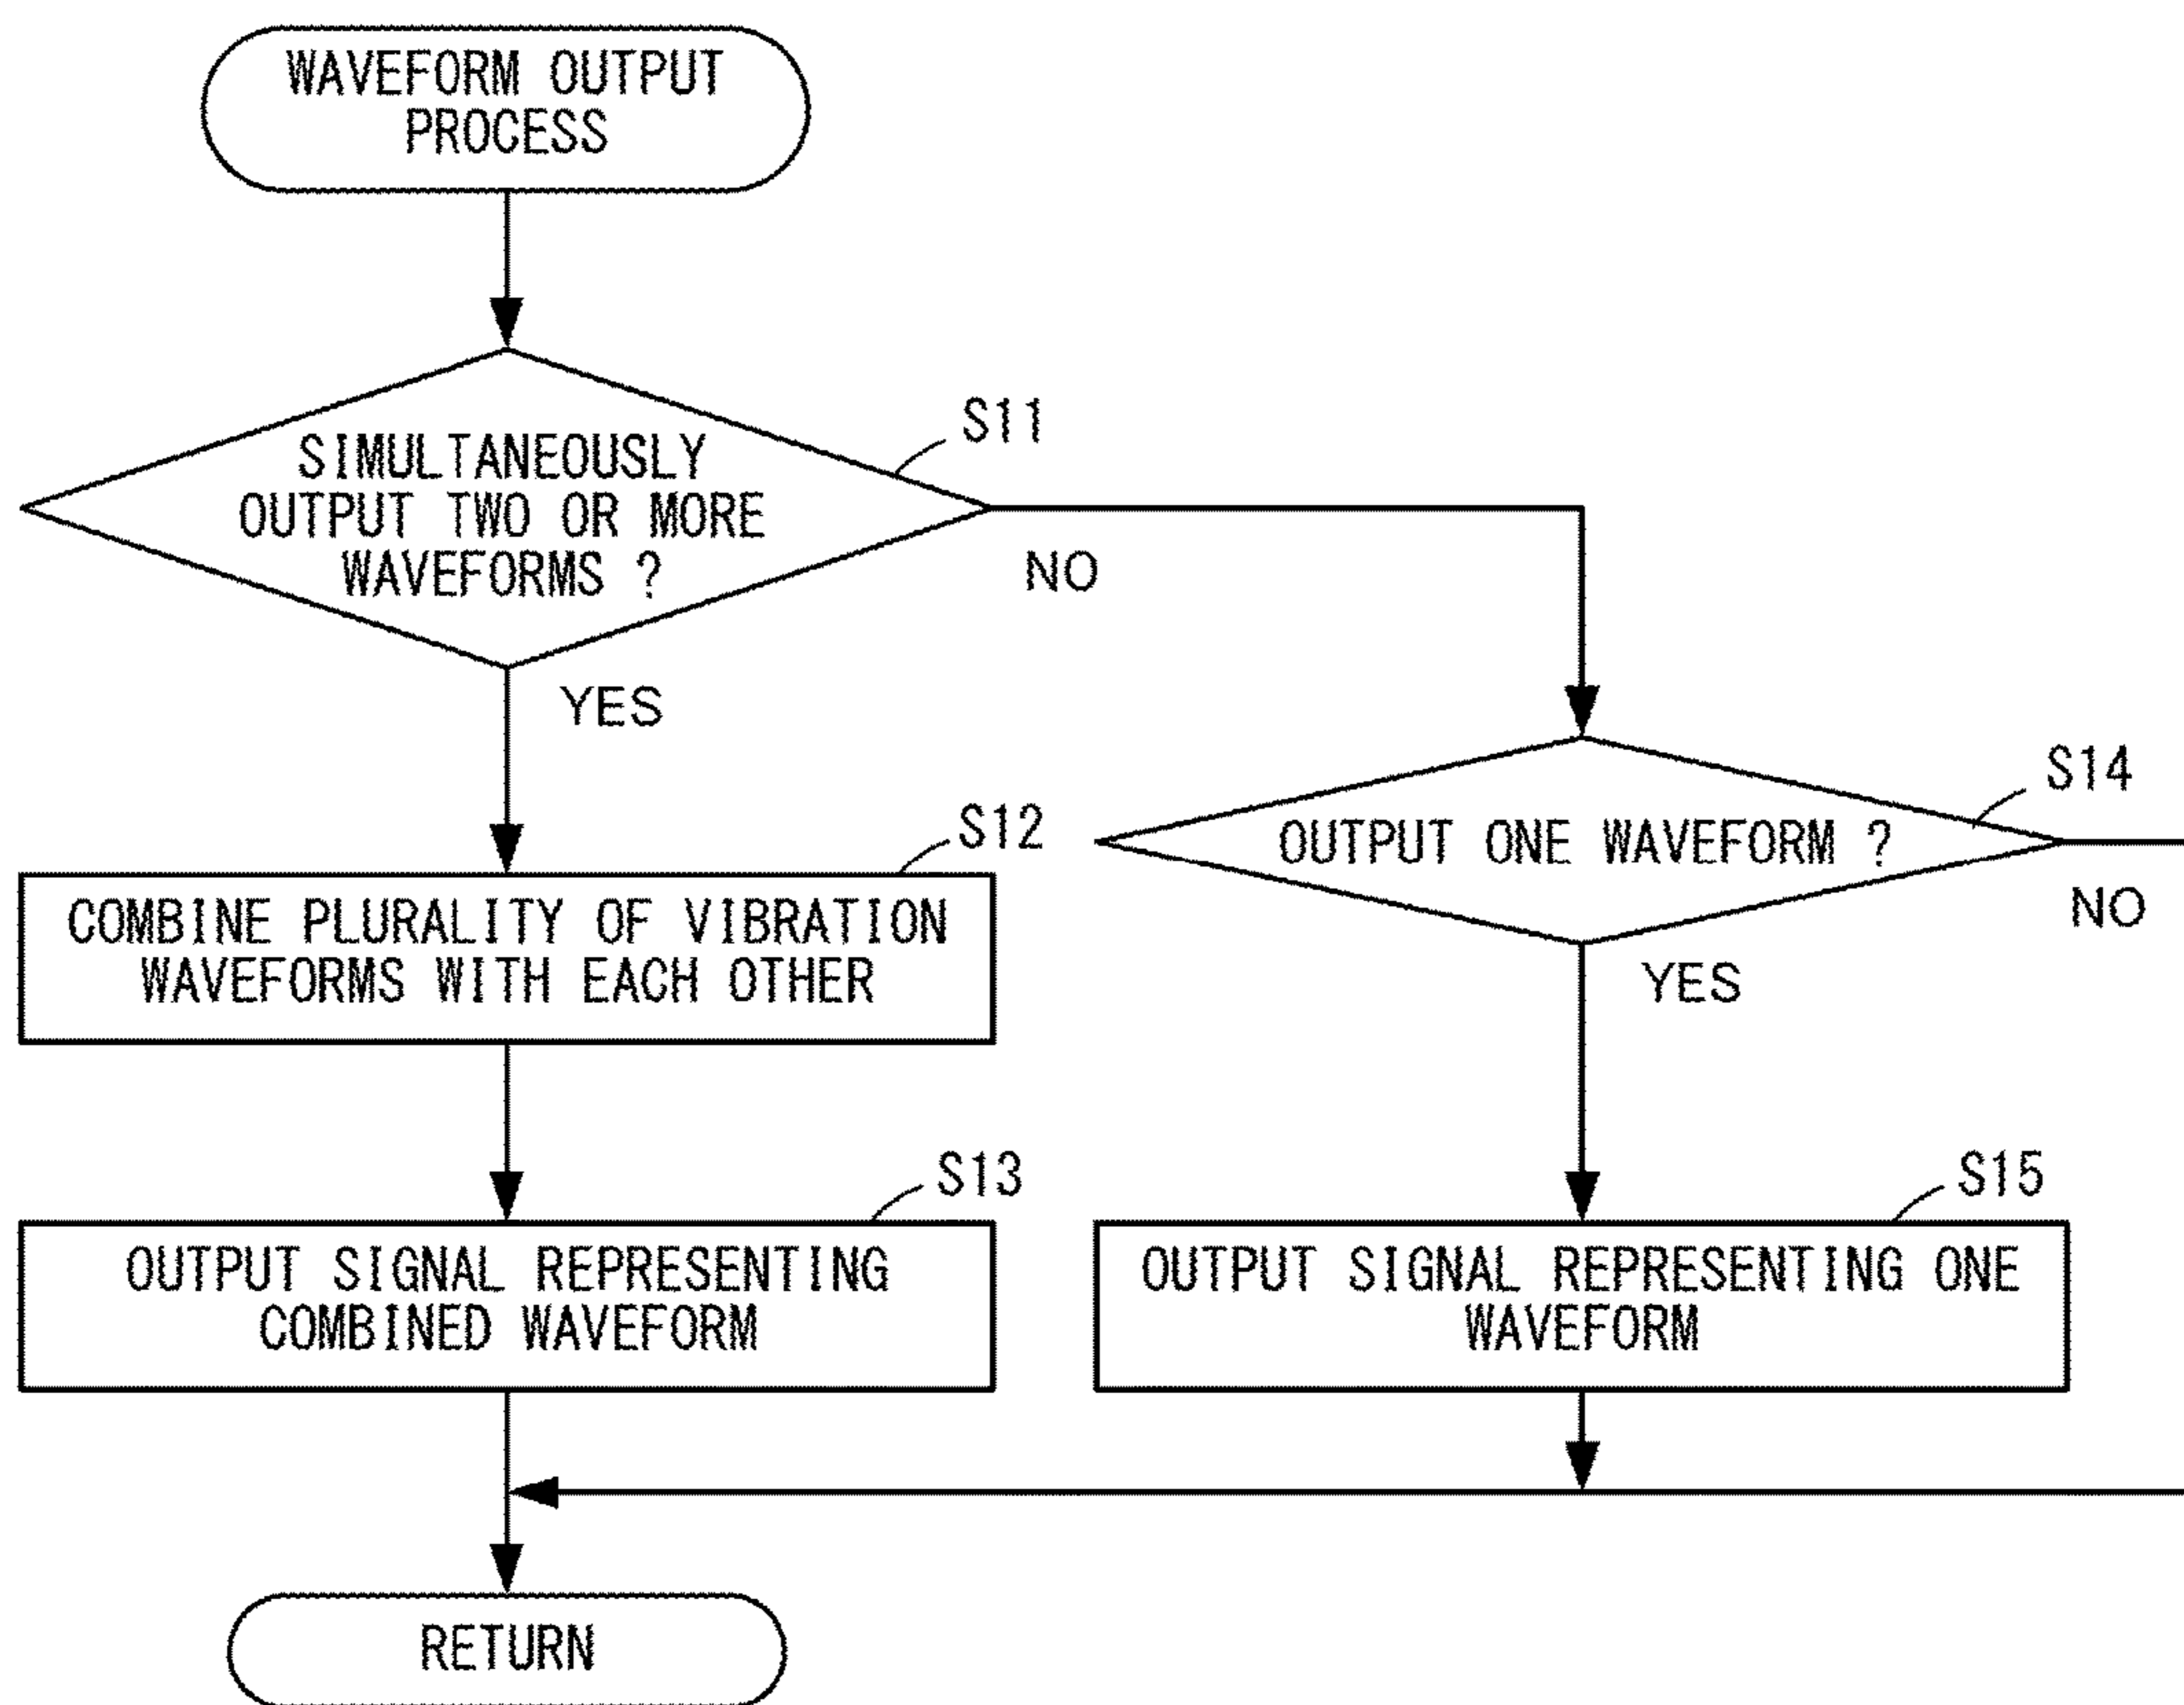 WAVEFORM OUTPUT
PROCESS
S11
SIMULTANEOUSLY
OUTPUT TWO OR MORE
WAVEFORMS ?
NO
YES
S14
OUTPUT ONE WAVEFORM ?
NO
YES
S12
COMBINE PLURALITY OF VIBRATION
WAVEFORMS WITH EACH OTHER
S13
OUTPUT SIGNAL REPRESENTING
COMBINED WAVEFORM
S15
OUTPUT SIGNAL REPRESENTING ONE
WAVEFORM
RETURN